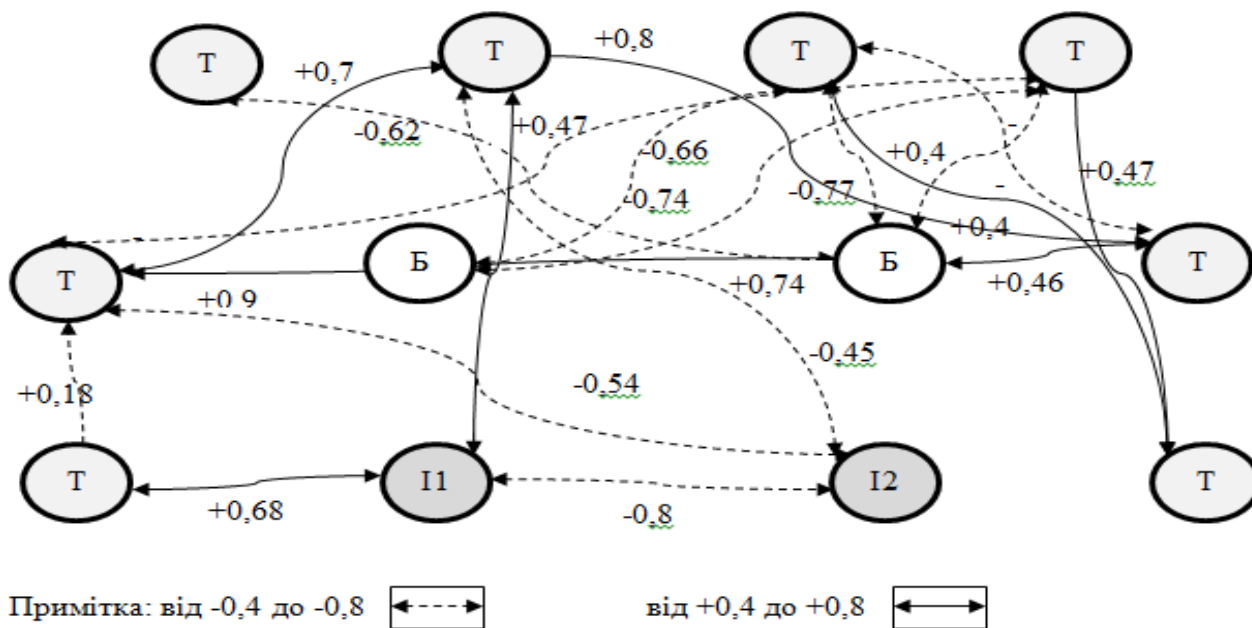 Т Т Т Т
+0,7 +0,8
-0,62 +0,47 -0,66 +0,4 - +0,47
-0,74 -0,77 -
- +0,4
Т Б Б Т
+0,9 +0,74 +0,46
-0,45
+0,18 -0,54
Т І1 І2 Т
+0,68 -0,8
Примітка: від -0,4 до -0,8 від +0,4 до +0,8